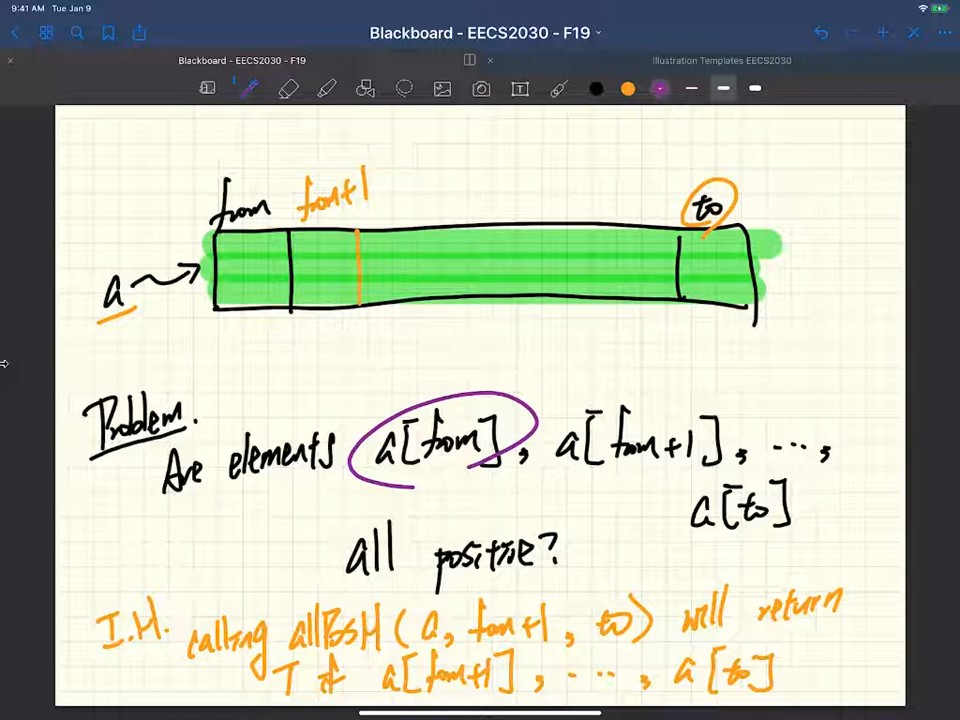 9:41 AM Tue Jan 9
Blackboard - EECS2030 - F19
Blackboard - EECS2030 - F19
Illustration Templates EECS2030
from from+1 to
a
Problem.
Are elements a[from], a[from+1], ...,
a[to]
all positive?
I.H. calling allPosH(a, from+1, to) will return
T if a[from+1], ..., a[to]